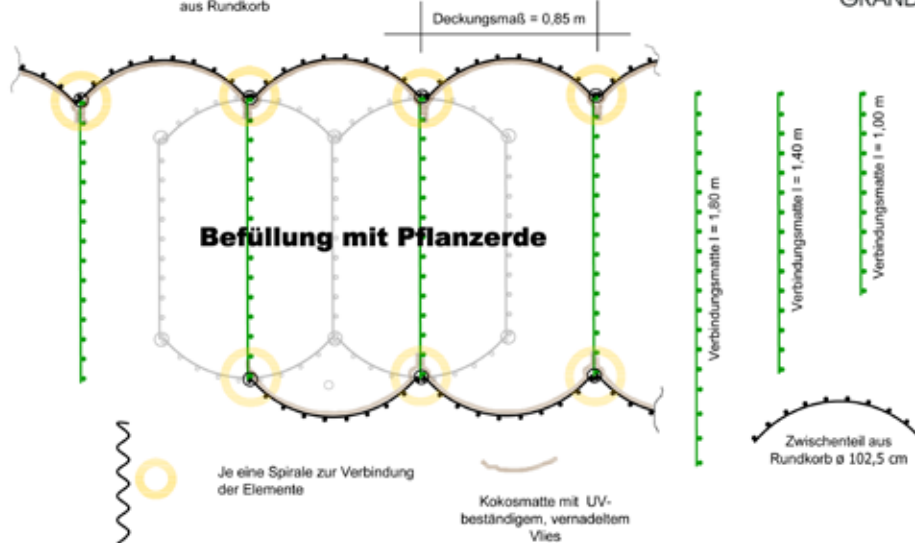 aus Rundkorb
GRAND
Deckungsmaß = 0,85 m
Befüllung mit Pflanzerde
Verbindungsmatte l = 1,80 m
Verbindungsmatte l = 1,40 m
Verbindungsmatte l = 1,00 m
Je eine Spirale zur Verbindung
der Elemente
Kokosmatte mit UV-
beständigem, vernadeltem
Vlies
Zwischenteil aus
Rundkorb ø 102,5 cm